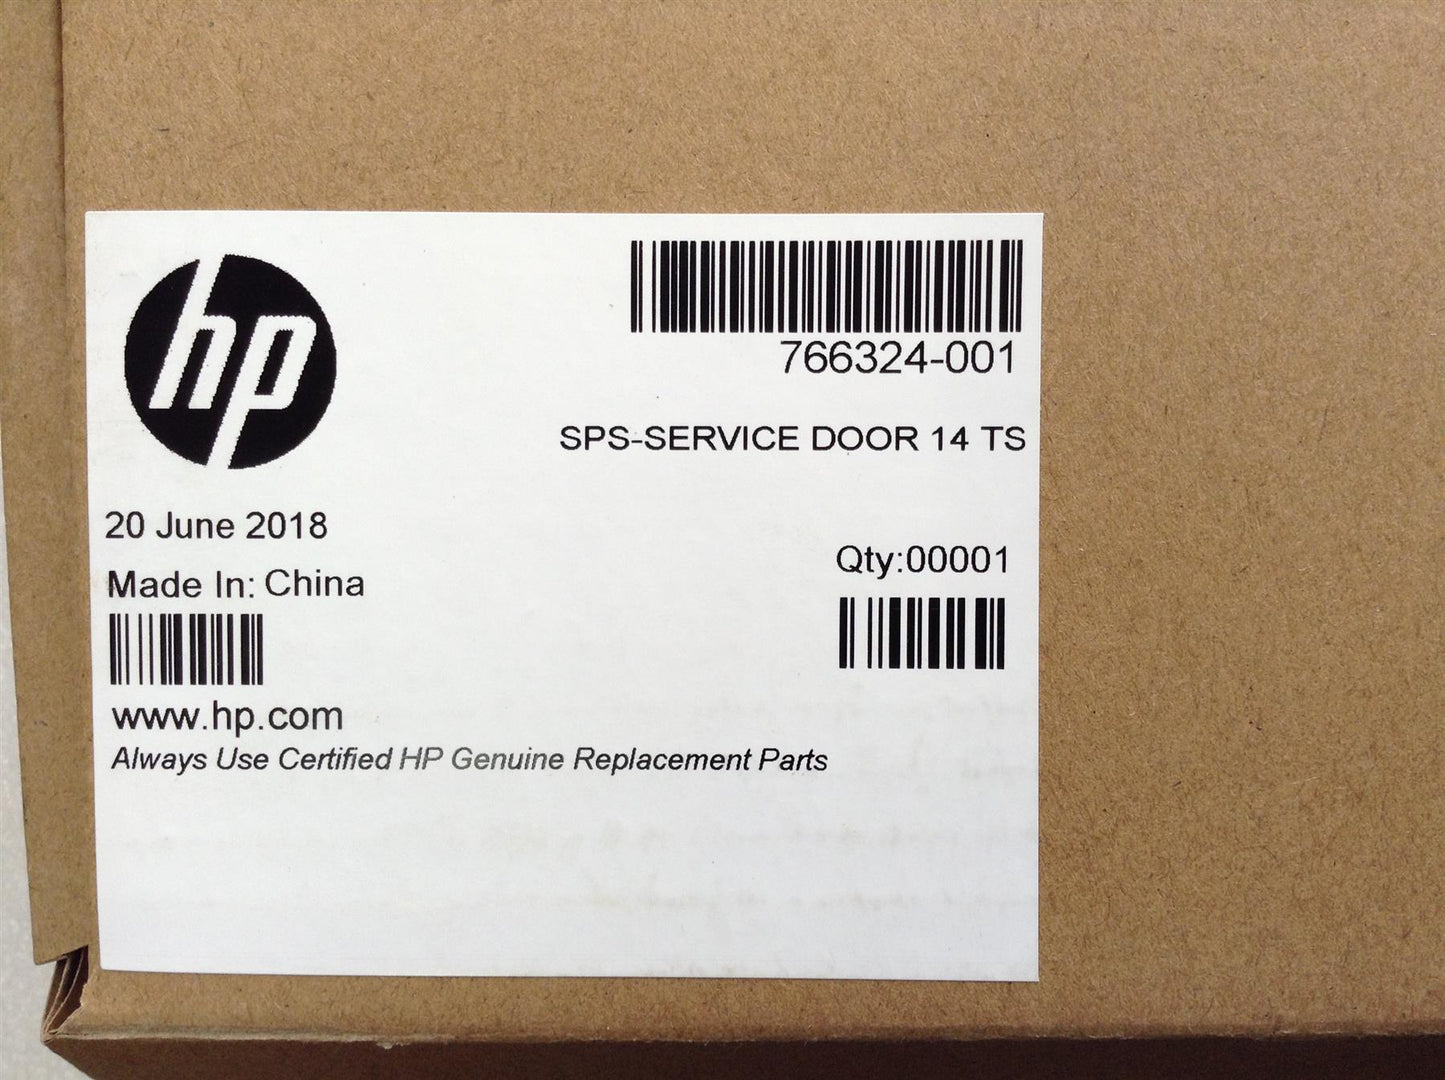 hp
766324-001
SPS-SERVICE DOOR 14 TS
20 June 2018
Qty:00001
Made In: China
www.hp.com
Always Use Certified HP Genuine Replacement Parts